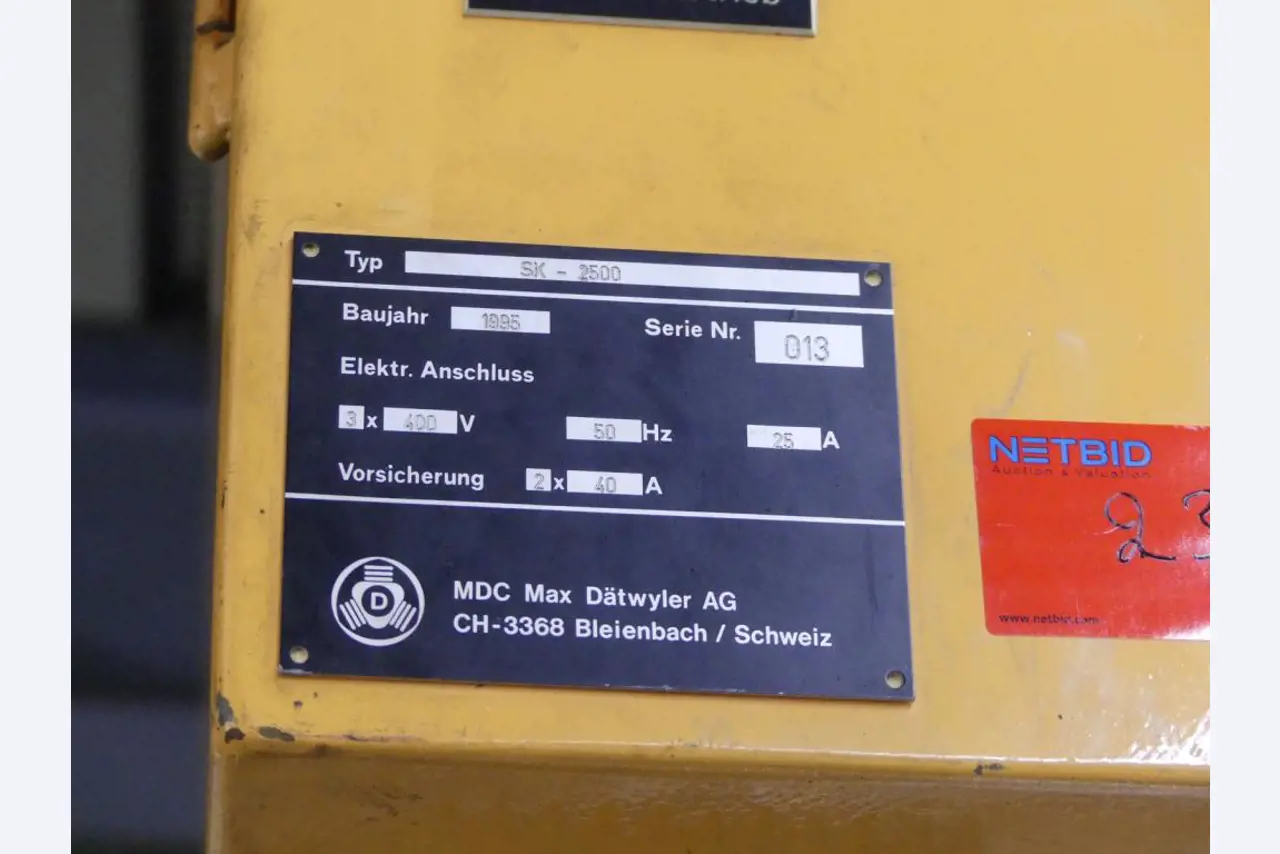 Typ SK - 2500
Baujahr 1995 Serie Nr. 013
Elektr. Anschluss
3 x 400 V 50 Hz 25 A
Vorsicherung 2 x 40 A
D
MDC Max Dätwyler AG
CH-3368 Bleienbach / Schweiz
NETBID
Auction & Valuation
23
www.netbid.com